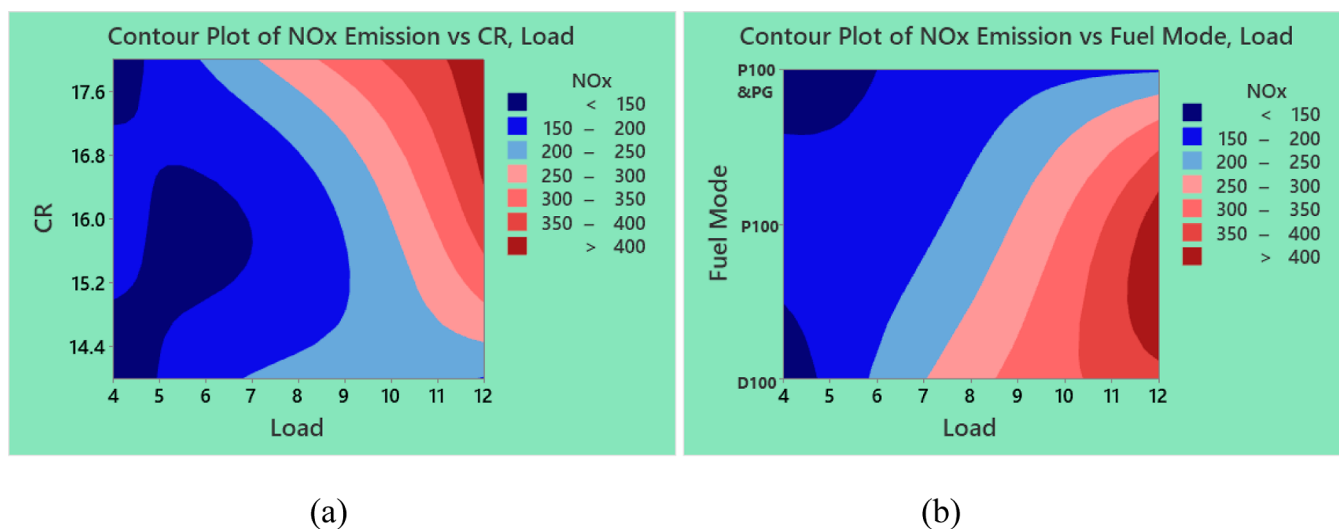 Contour Plot of NOx Emission vs CR, Load
17.6
16.8
16.0
15.2
14.4
CR
4 5 6 7 8 9 10 11 12
Load
NOx
< 150
150 – 200
200 – 250
250 – 300
300 – 350
350 – 400
> 400
(a)
Contour Plot of NOx Emission vs Fuel Mode, Load
P100
&PG
P100
D100
Fuel Mode
4 5 6 7 8 9 10 11 12
Load
NOx
< 150
150 – 200
200 – 250
250 – 300
300 – 350
350 – 400
> 400
(b)